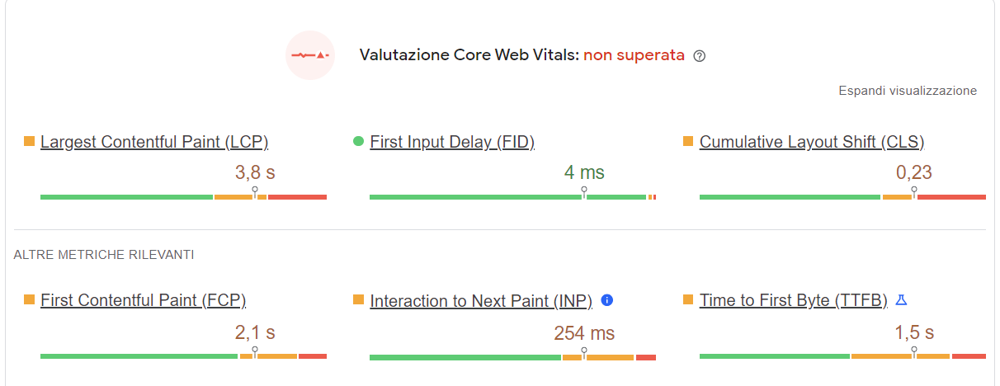 Valutazione Core Web Vitals: non superata
Espandi visualizzazione
Largest Contentful Paint (LCP)
3,8 s
First Input Delay (FID)
4 ms
Cumulative Layout Shift (CLS)
0,23
ALTRE METRICHE RILEVANTI
First Contentful Paint (FCP)
2,1 s
Interaction to Next Paint (INP)
254 ms
Time to First Byte (TTFB)
1,5 s